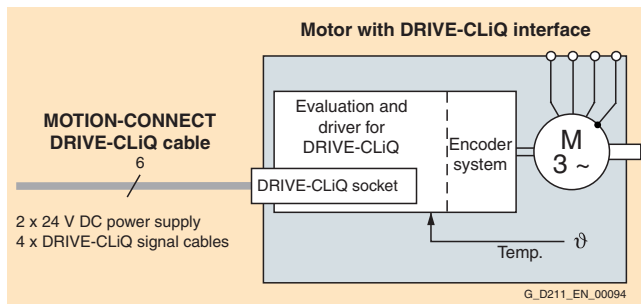 Motor with DRIVE-CLiQ interface
MOTION-CONNECT
DRIVE-CLiQ cable
6
2 x 24 V DC power supply
4 x DRIVE-CLiQ signal cables
Evaluation and
driver for
DRIVE-CLiQ
Encoder
system
DRIVE-CLiQ socket
M
3 ~
Temp.
ϑ
G_D211_EN_00094